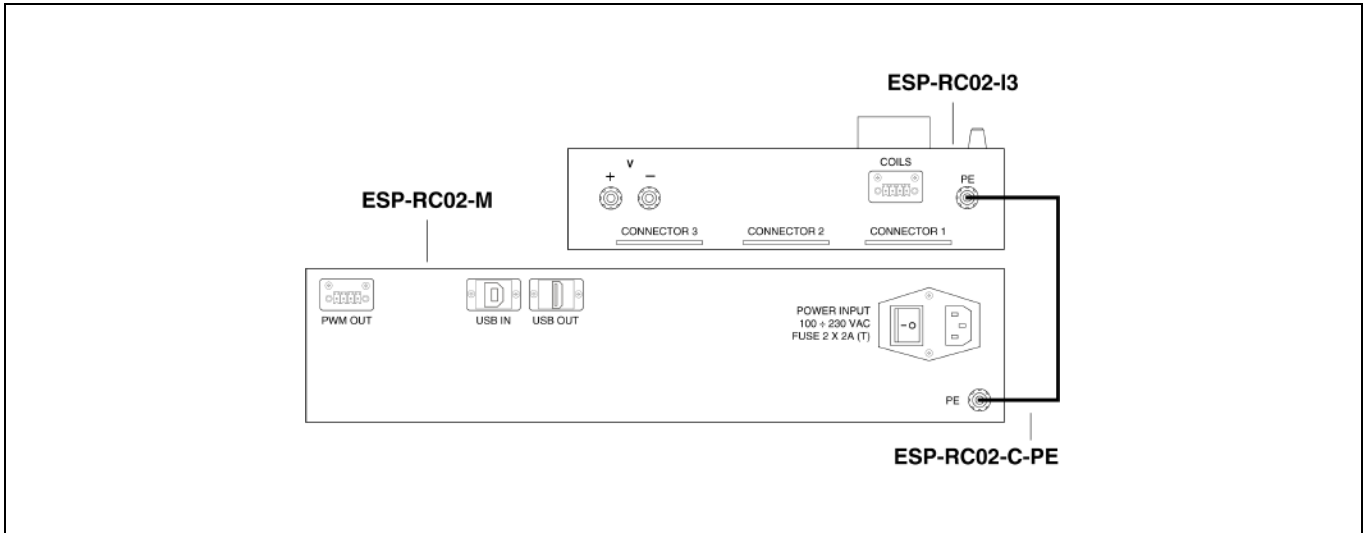 ESP-RC02-I3
COILS
V
+ −
PE
ESP-RC02-M
CONNECTOR 3 CONNECTOR 2 CONNECTOR 1
PWM OUT
USB IN
USB OUT
POWER INPUT
100 ÷ 230 VAC
FUSE 2 X 2A (T)
– O
PE
ESP-RC02-C-PE